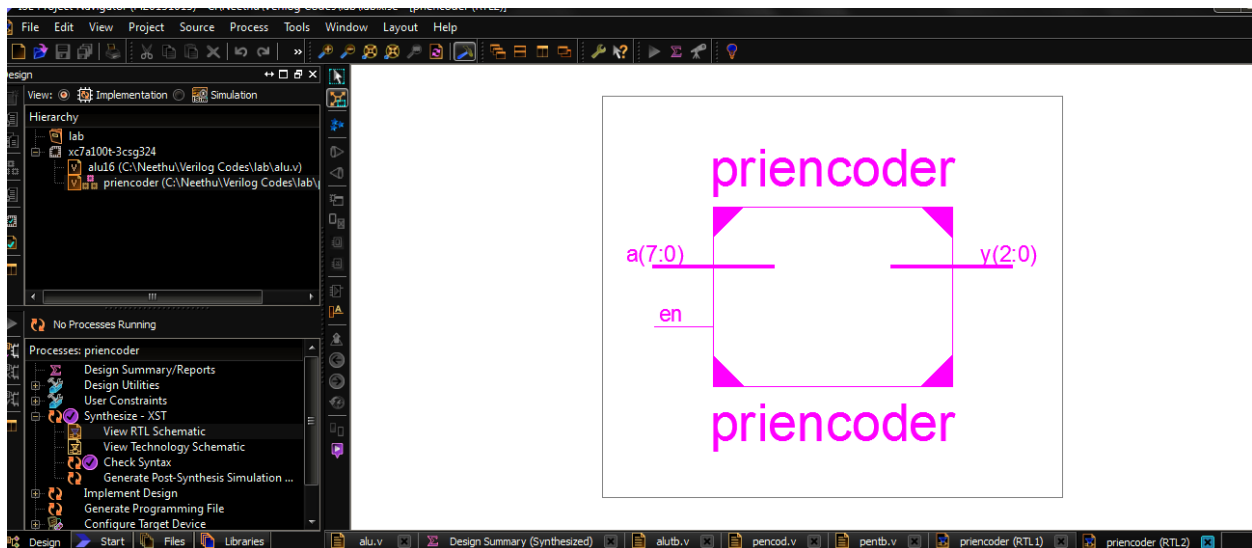 File Edit View Project Source Process Tools Window Layout Help
View: Implementation Simulation
Hierarchy
lab
xc7a100t-3csg324
alu16 (C:\Neethu\Verilog Codes\lab\alu.v)
priencoder (C:\Neethu\Verilog Codes\lab\
No Processes Running
Processes: priencoder
Design Summary/Reports
Design Utilities
User Constraints
Synthesize - XST
View RTL Schematic
View Technology Schematic
Check Syntax
Generate Post-Synthesis Simulation ...
Implement Design
Generate Programming File
Configure Target Device
Design Start Files Libraries
priencoder
a(7:0) y(2:0)
en
priencoder
alu.v Design Summary (Synthesized) alutb.v pencod.v pentb.v priencoder (RTL1) priencoder (RTL2)